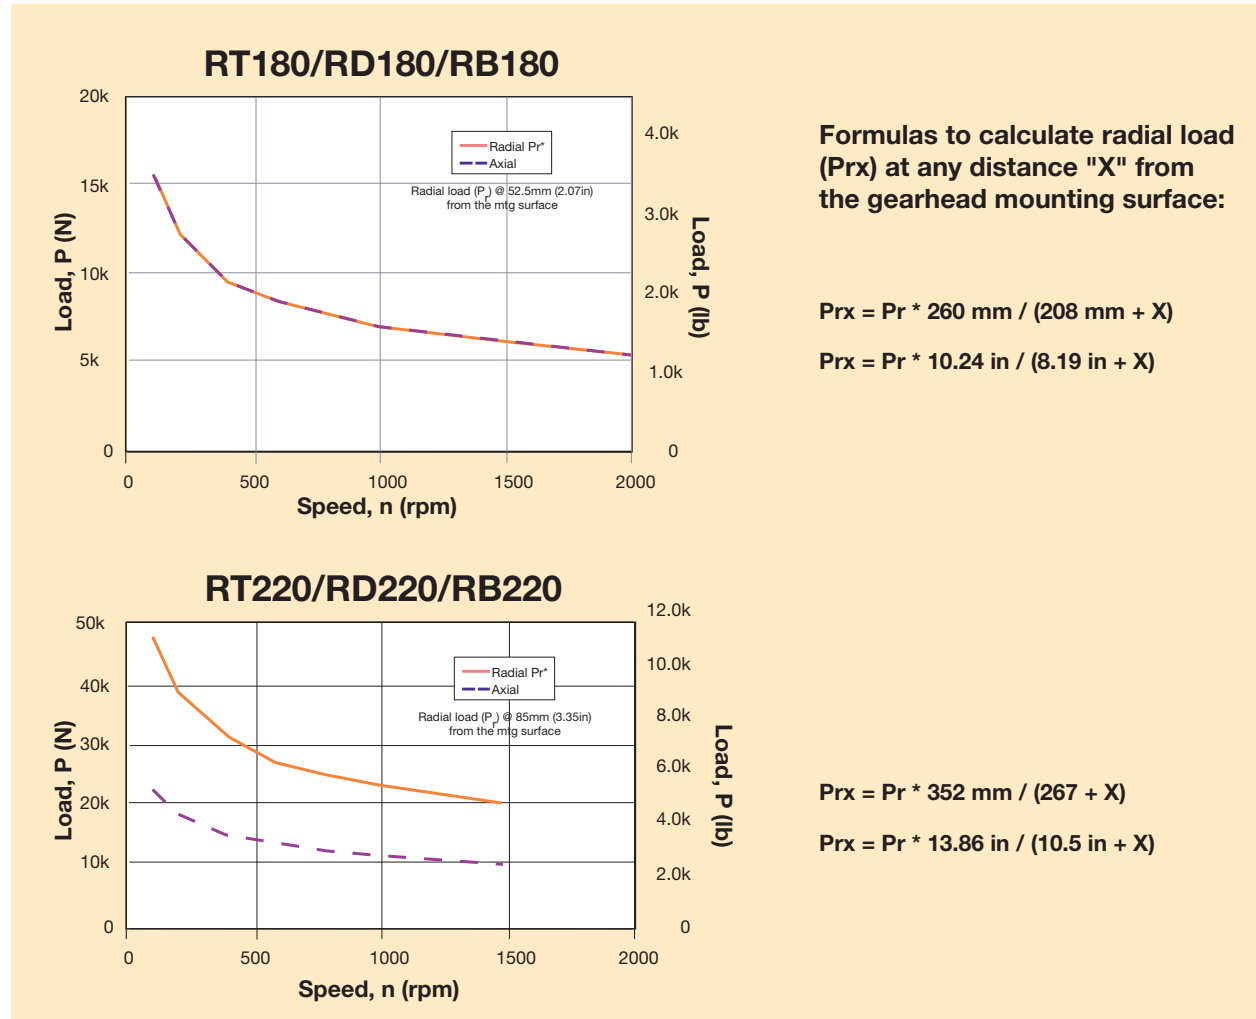 RT180/RD180/RB180
20k
15k
10k
5k
0
Load, P (N)
4.0k
3.0k
2.0k
1.0k
0
Load, P (lb)
Radial Pr*
Axial
Radial load (Pr) @ 52.5mm (2.07in)
from the mtg surface
0
500
1000
1500
2000
Speed, n (rpm)
Formulas to calculate radial load
(Prx) at any distance "X" from
the gearhead mounting surface:
Prx = Pr * 260 mm / (208 mm + X)
Prx = Pr * 10.24 in / (8.19 in + X)
RT220/RD220/RB220
50k
40k
30k
20k
10k
0
Load, P (N)
12.0k
10.0k
8.0k
6.0k
4.0k
2.0k
0
Load, P (lb)
Radial Pr*
Axial
Radial load (Pr) @ 85mm (3.35in)
from the mtg surface
0
500
1000
1500
2000
Speed, n (rpm)
Prx = Pr * 352 mm / (267 + X)
Prx = Pr * 13.86 in / (10.5 in + X)